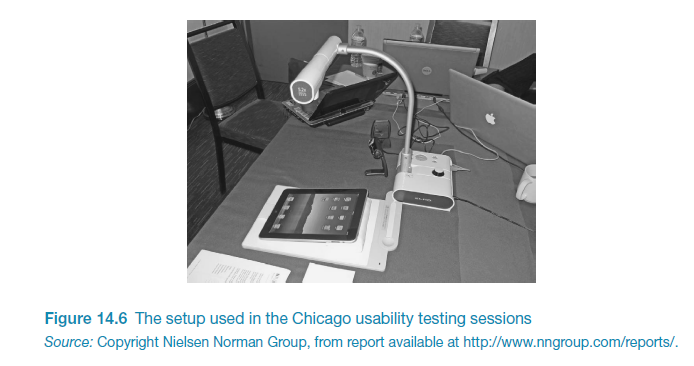 Figure 14.6 The setup used in the Chicago usability testing sessions
Source: Copyright Nielsen Norman Group, from report available at http://www.nngroup.com/reports/.